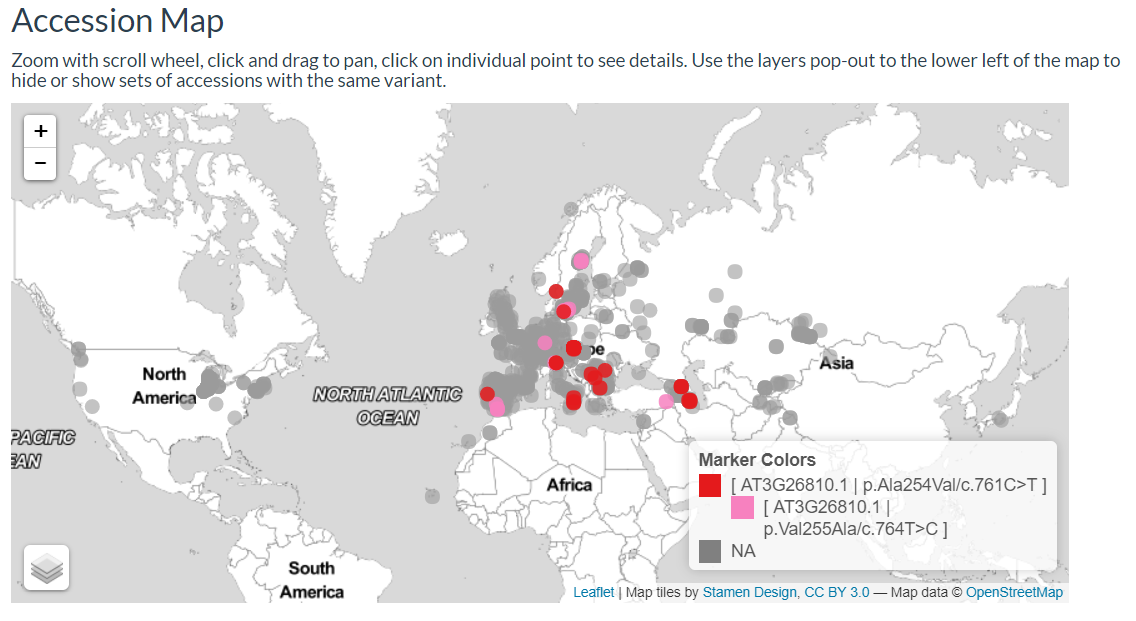 Accession Map
Zoom with scroll wheel, click and drag to pan, click on individual point to see details. Use the layers pop-out to the lower left of the map to
hide or show sets of accessions with the same variant.
+
−
North
America
NORTH ATLANTIC
OCEAN
pe
Asia
PACIFIC
EAN
Africa
South
America
Marker Colors
[ AT3G26810.1 | p.Ala254Val/c.761C>T ]
[ AT3G26810.1 |
p.Val255Ala/c.764T>C ]
NA
Leaflet | Map tiles by Stamen Design, CC BY 3.0 — Map data © OpenStreetMap